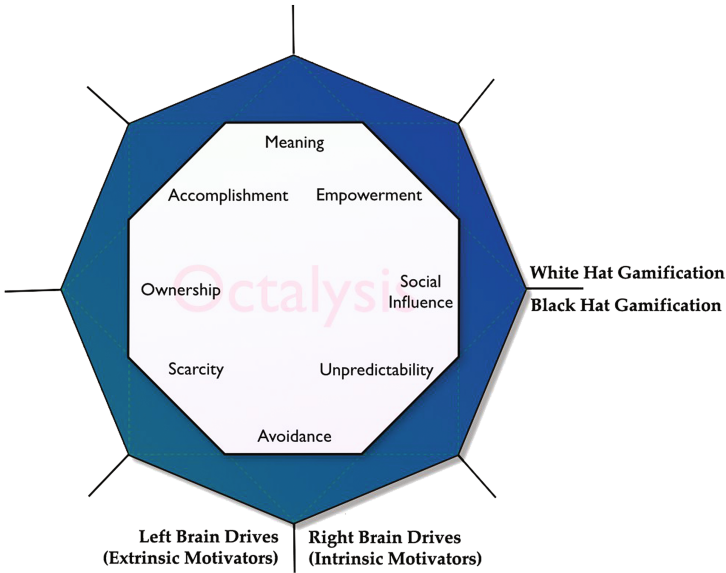 Meaning
Accomplishment
Empowerment
Octalysis
Ownership
Social
Influence
White Hat Gamification
Black Hat Gamification
Scarcity
Unpredictability
Avoidance
Left Brain Drives
(Extrinsic Motivators)
Right Brain Drives
(Intrinsic Motivators)